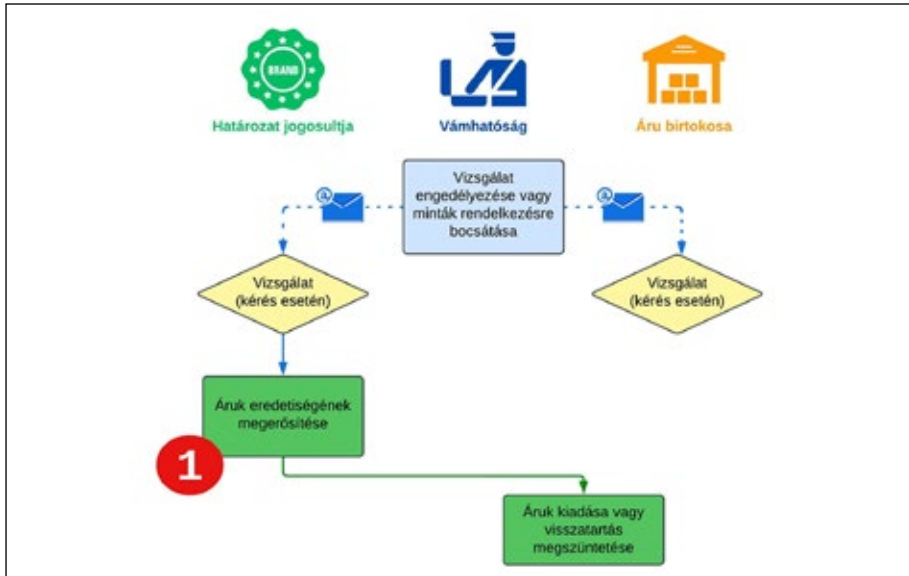 BRAND
Határozat jogosultja
Vámhatóság
Áru birtokosa
Vizsgálat
engedélyezése vagy
minták rendelkezésre
bocsátása
@
@
Vizsgálat
(kérés esetén)
Vizsgálat
(kérés esetén)
Áruk eredetiségének
megerősítése
1
Áruk kiadása vagy
visszatartás
megszüntetése